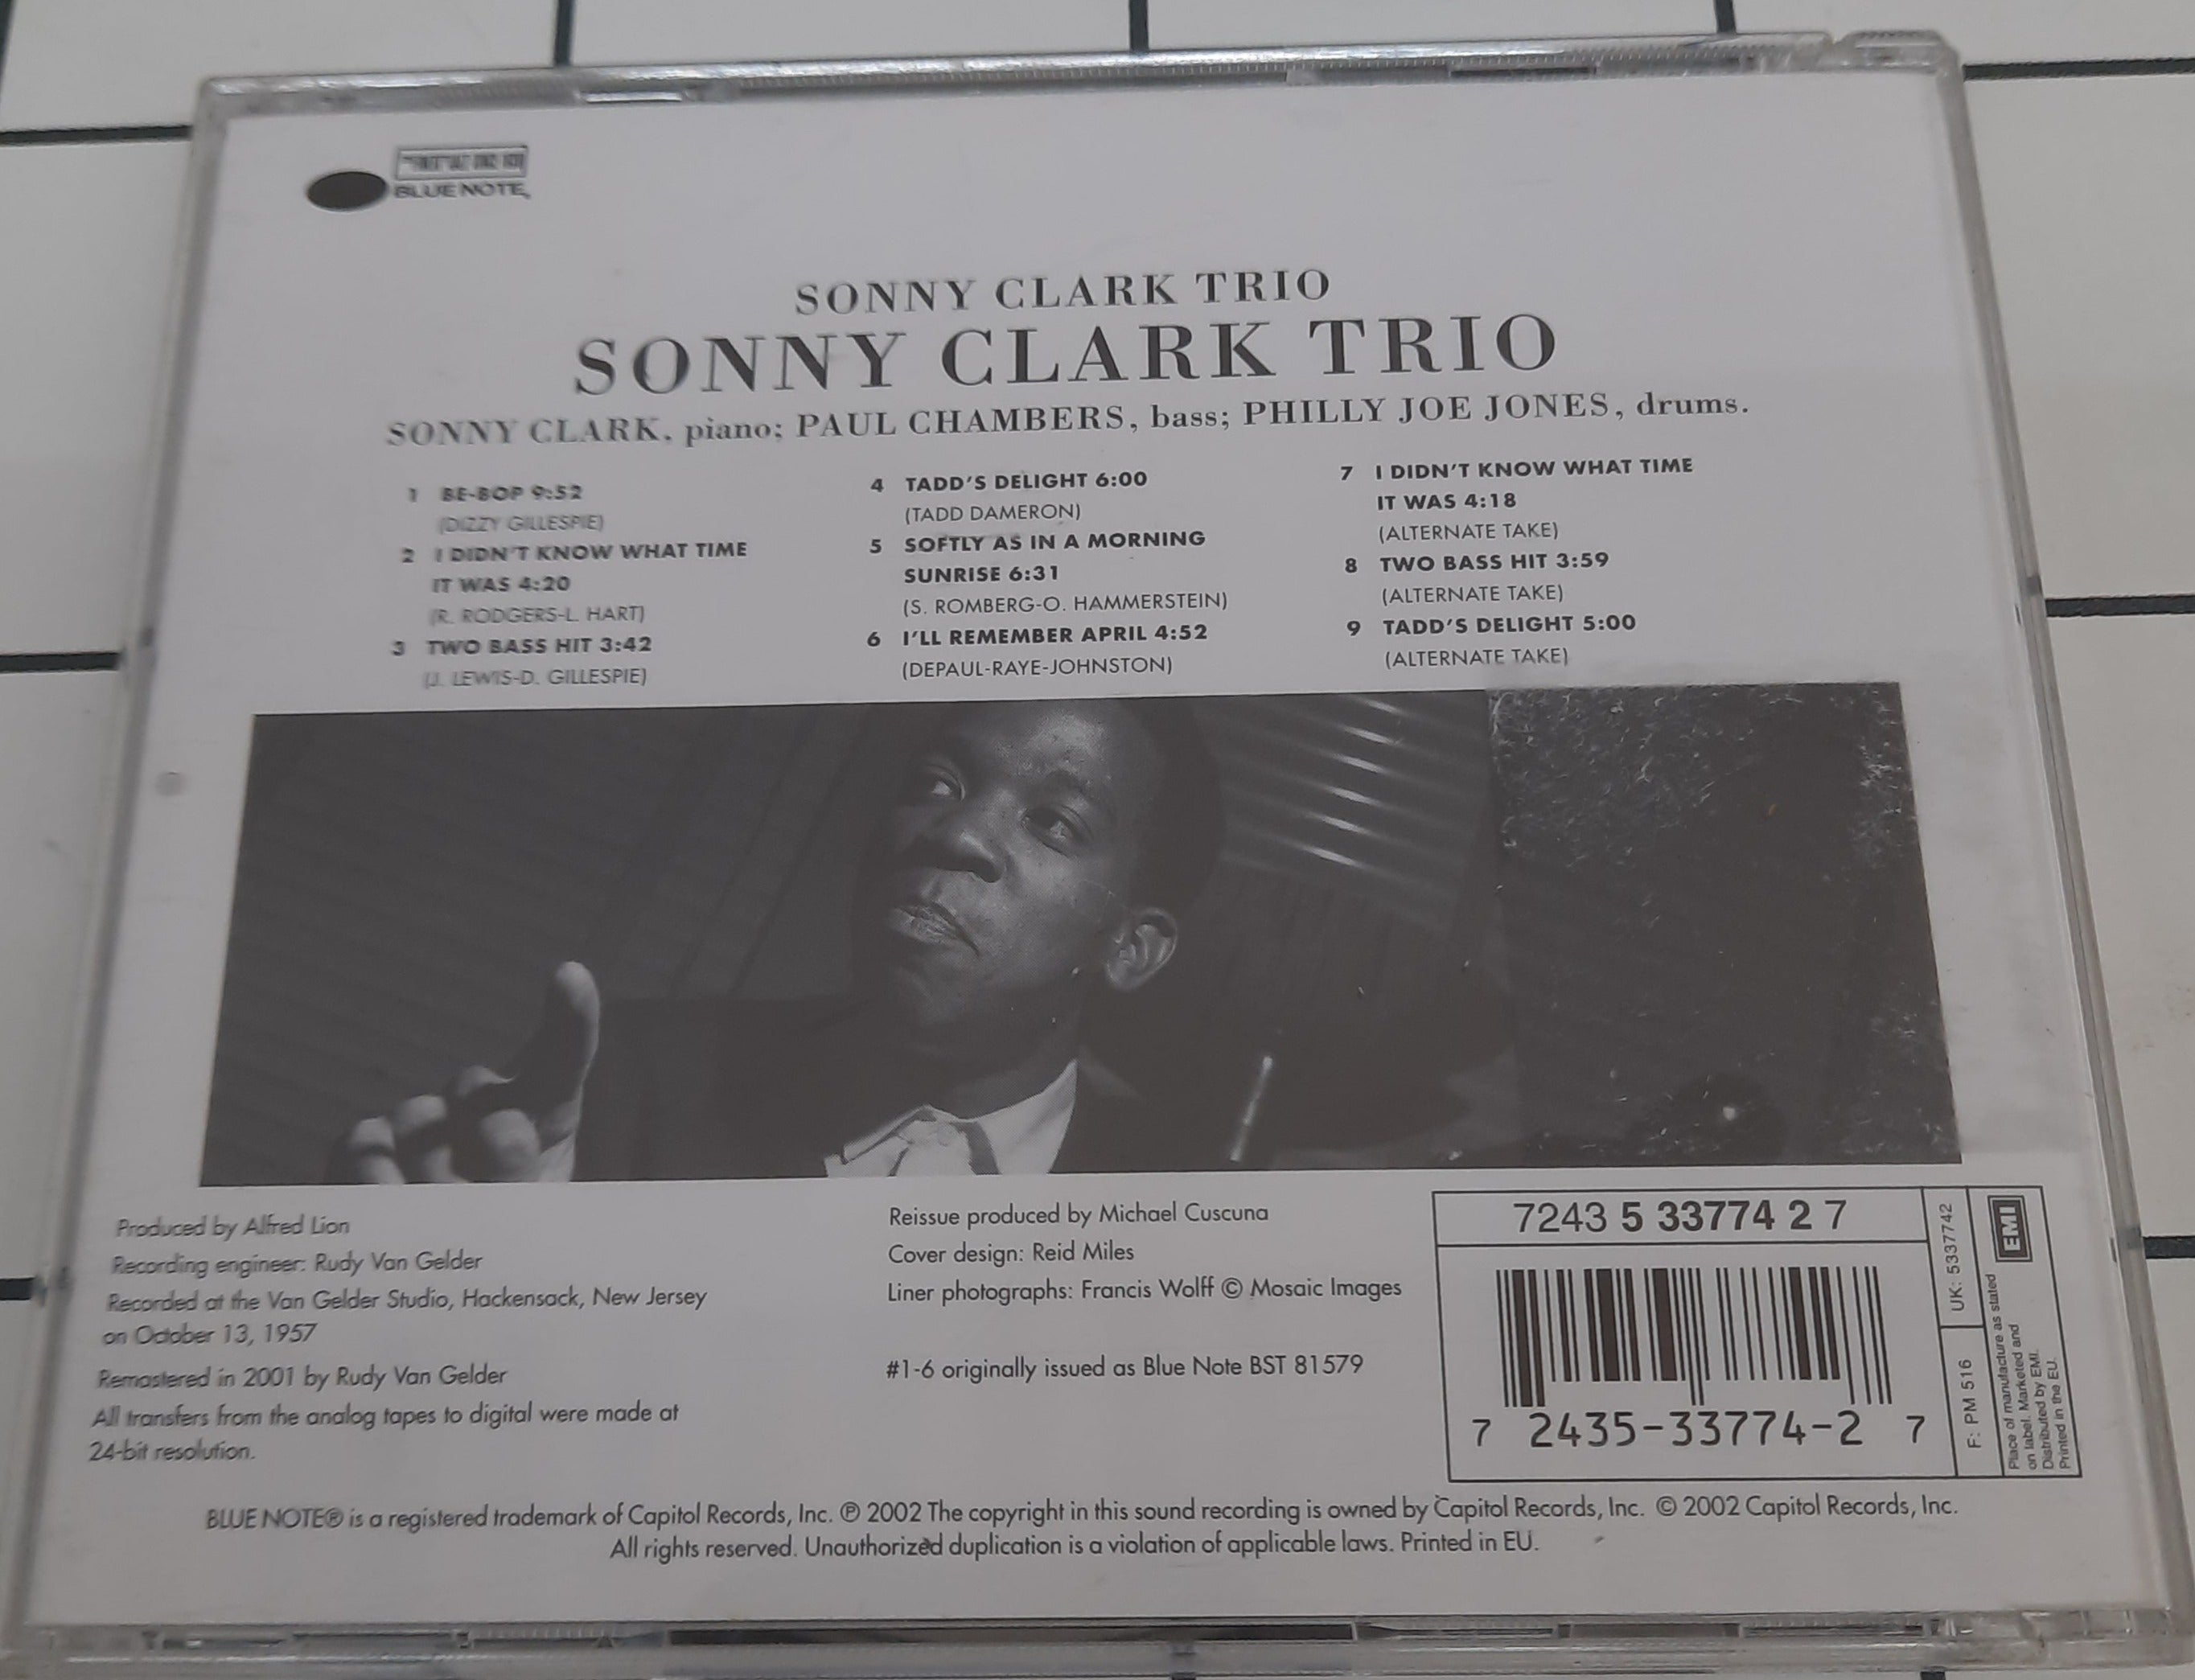 BLUE NOTE
SONNY CLARK TRIO
SONNY CLARK TRIO
SONNY CLARK, piano; PAUL CHAMBERS, bass; PHILLY JOE JONES, drums.
1 BE-BOP 9:52
(DIZZY GILLESPIE)
2 I DIDN'T KNOW WHAT TIME
IT WAS 4:20
(R. RODGERS-L. HART)
3 TWO BASS HIT 3:42
(J. LEWIS-D. GILLESPIE)
4 TADD'S DELIGHT 6:00
(TADD DAMERON)
5 SOFTLY AS IN A MORNING
SUNRISE 6:31
(S. ROMBERG-O. HAMMERSTEIN)
6 I'LL REMEMBER APRIL 4:52
(DEPAUL-RAYE-JOHNSTON)
7 I DIDN'T KNOW WHAT TIME
IT WAS 4:18
(ALTERNATE TAKE)
8 TWO BASS HIT 3:59
(ALTERNATE TAKE)
9 TADD'S DELIGHT 5:00
(ALTERNATE TAKE)
Produced by Alfred Lion
Recording engineer: Rudy Van Gelder
Recorded at the Van Gelder Studio, Hackensack, New Jersey
on October 13, 1957
Remastered in 2001 by Rudy Van Gelder
All transfers from the analog tapes to digital were made at
24-bit resolution.
Reissue produced by Michael Cuscuna
Cover design: Reid Miles
Liner photographs: Francis Wolff © Mosaic Images
#1-6 originally issued as Blue Note BST 81579
7243 5 33774 2 7
7 2435-33774-2 7
UK: 5337742
F: PM 516
EMI
Place of manufacture as stated
on label. Marketed and
Distributed by EMI.
Printed in the EU.
BLUE NOTE® is a registered trademark of Capitol Records, Inc. ℗ 2002 The copyright in this sound recording is owned by Capitol Records, Inc. © 2002 Capitol Records, Inc.
All rights reserved. Unauthorized duplication is a violation of applicable laws. Printed in EU.